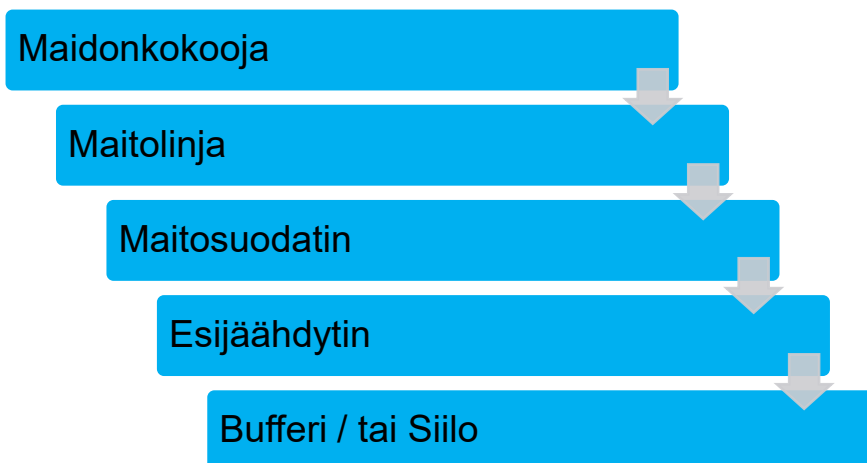 Maidonkokooja
Maitolinja
Maitosuodatin
Esijäähdytin
Bufferi / tai Siilo